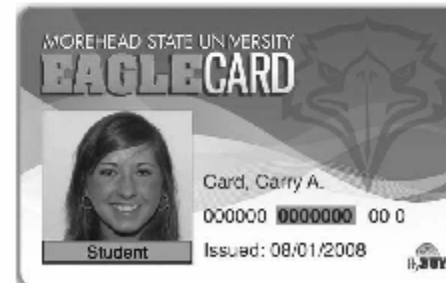 MOREHEAD STATE UNIVERSITY
EAGLECARD
Card, Carry A.
000000 0000000 00 0
Student
Issued: 08/01/2008